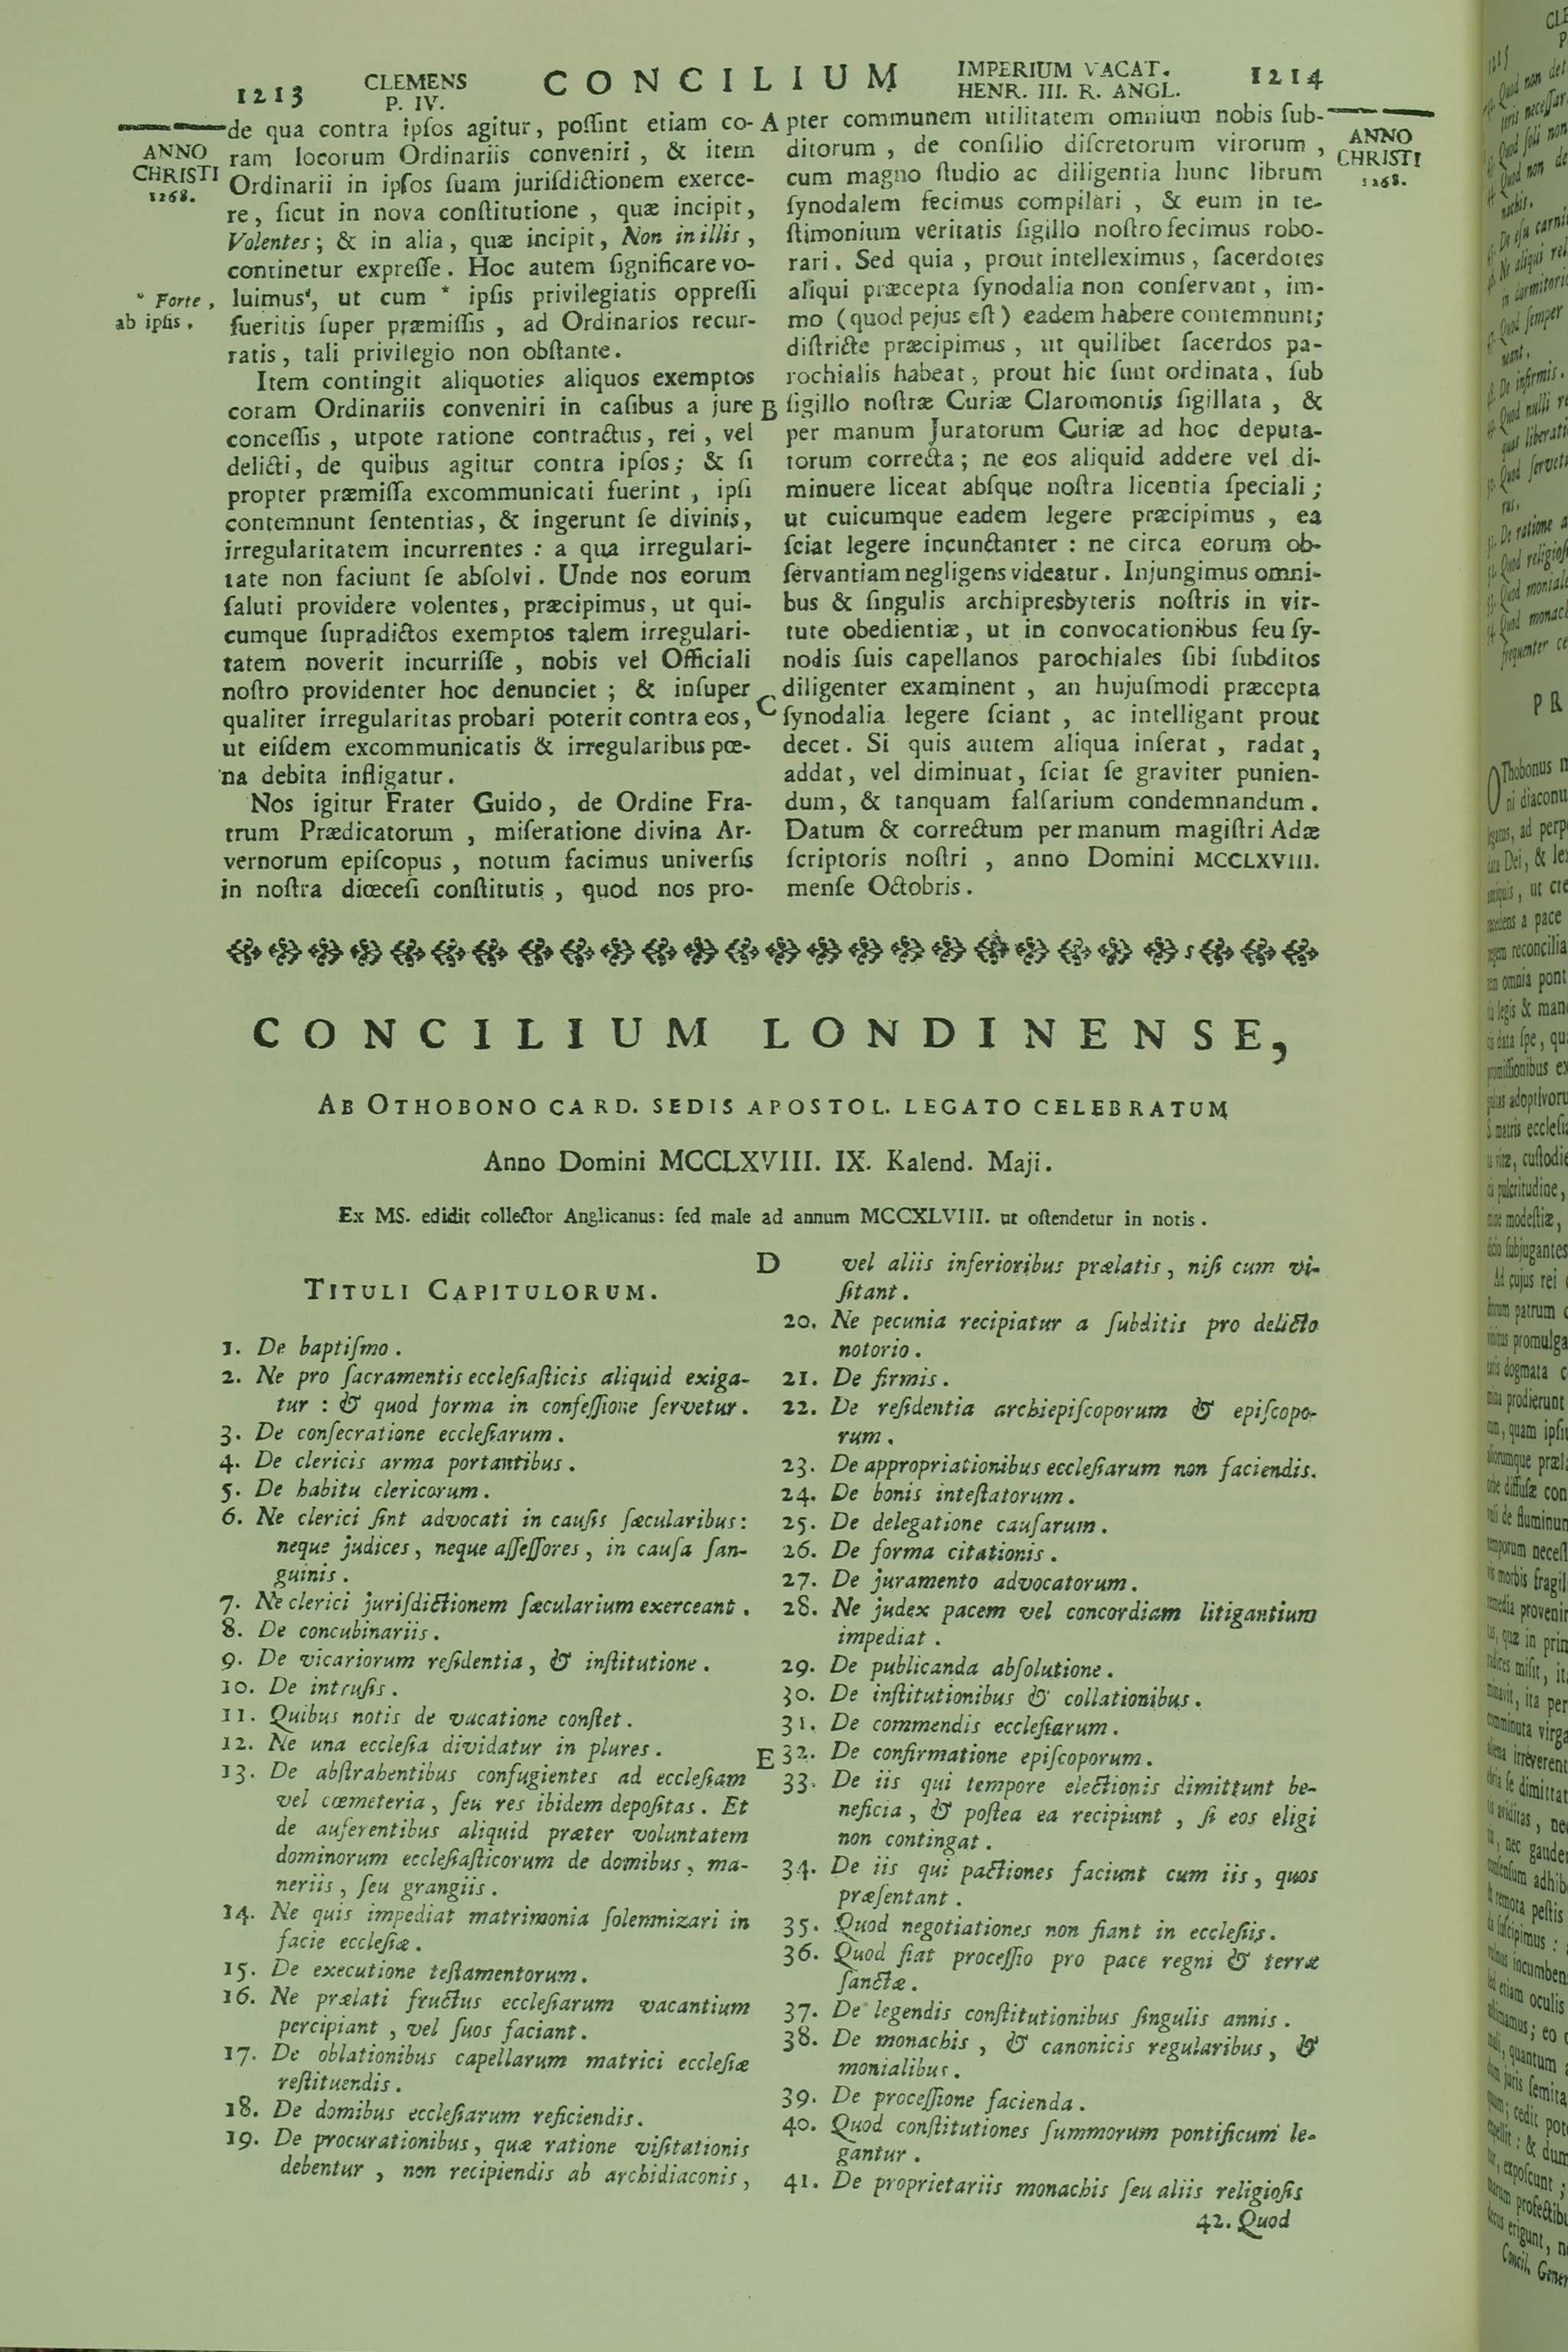 1213 CLEMENS P. IV. CONCILIUM IMPERIUM VACAT. HENR. III. R. ANGL. 1214
ANNO
CHRISTI
1268.
de qua contra ipſos agitur, poſſint etiam co-
ram locorum Ordinariis conveniri, & item
Ordinarii in ipſos ſuam juriſdictionem exerce-
re, ſicut in nova conſtitutione, quæ incipit,
Volentes; & in alia, quæ incipit, Non in illis,
continetur expreſſe. Hoc autem ſignificare vo-
luimus, ut cum * ipſis privilegiatis oppreſſi
* Forte,
ab ipſis.
fueritis ſuper præmiſſis, ad Ordinarios recur-
ratis, tali privilegio non obſtante.
Item contingit aliquoties aliquos exemptos
coram Ordinariis conveniri in caſibus a jure
conceſſis, utpote ratione contractus, rei, vel
delicti, de quibus agitur contra ipſos; & ſi
propter præmiſſa excommunicati fuerint, ipſi
contemnunt ſententias, & ingerunt ſe divinis,
irregularitatem incurrentes: a qua irregulari-
tate non faciunt ſe abſolvi. Unde nos eorum
ſaluti providere volentes, præcipimus, ut qui-
cumque ſupradictos exemptos talem irregulari-
tatem noverit incurriſſe, nobis vel Officiali
noſtro providenter hoc denunciet; & inſuper
qualiter irregularitas probari poterit contra eos,
ut eiſdem excommunicatis & irregularibus pœ-
na debita infligatur.
Nos igitur Frater Guido, de Ordine Fra-
trum Prædicatorum, miſeratione divina Ar-
vernorum epiſcopus, notum facimus univerſis
in noſtra diœceſi conſtitutis, quod nos pro-
A
B
C
pter communem utilitatem omnium nobis ſub-
ditorum, de conſilio diſcretorum virorum,
cum magno ſtudio ac diligentia hunc librum
ſynodalem fecimus compilari, & eum in te-
ſtimonium veritatis ſigillo noſtro fecimus robo-
rari. Sed quia, prout intelleximus, ſacerdotes
aliqui præcepta ſynodalia non conſervant, im-
mo (quod pejus eſt) eadem habere contemnunt;
diſtricte præcipimus, ut quilibet ſacerdos pa-
rochialis habeat, prout hic ſunt ordinata, ſub
ſigillo noſtræ Curiæ Claromontis ſigillata, &
per manum Juratorum Curiæ ad hoc deputa-
torum correcta; ne eos aliquid addere vel di-
minuere liceat abſque noſtra licentia ſpeciali;
ut cuicumque eadem legere præcipimus, ea
ſciat legere incunctanter: ne circa eorum ob-
ſervantiam negligens videatur. Injungimus omni-
bus & ſingulis archipresbyteris noſtris in vir-
tute obedientiæ, ut in convocationibus ſeu ſy-
nodis ſuis capellanos parochiales ſibi ſubditos
diligenter examinent, an hujuſmodi præcepta
ſynodalia legere ſciant, ac intelligant prout
decet. Si quis autem aliqua inſerat, radat,
addat, vel diminuat, ſciat ſe graviter punien-
dum, & tanquam falſarium condemnandum.
Datum & correctum per manum magiſtri Adæ
ſcriptoris noſtri, anno Domini MCCLXVIII.
menſe Octobris.
ANNO
CHRISTI
1268.
CONCILIUM LONDINENSE,
AB OTHOBONO CARD. SEDIS APOSTOL. LEGATO CELEBRATUM
Anno Domini MCCLXVIII. IX. Kalend. Maji.
Ex MS. edidit collector Anglicanus: ſed male ad annum MCCXLVIII. ut oſtendetur in notis.
TITULI CAPITULORUM.
1. De baptiſmo.
2. Ne pro ſacramentis eccleſiaſticis aliquid exiga-
tur: & quod forma in confeſſione ſervetur.
3. De conſecratione eccleſiarum.
4. De clericis arma portantibus.
5. De habitu clericorum.
6. Ne clerici ſint advocati in cauſis ſæcularibus:
neque judices, neque aſſeſſores, in cauſa ſan-
guinis.
7. Ne clerici juriſdictionem ſæcularium exerceant.
8. De concubinariis.
9. De vicariorum reſidentia, & inſtitutione.
10. De intruſis.
11. Quibus notis de vacatione conſtet.
12. Ne una eccleſia dividatur in plures.
13. De abſtrahentibus confugientes ad eccleſiam
vel cœmeteria, ſeu res ibidem depoſitas. Et
de auferentibus aliquid præter voluntatem
dominorum eccleſiaſticorum de domibus, ma-
neriis, ſeu grangiis.
14. Ne quis impediat matrimonia ſolemnizari in
facie eccleſiæ.
15. De executione teſtamentorum.
16. Ne prælati fructus eccleſiarum vacantium
percipiant, vel ſuos faciant.
17. De oblationibus capellarum matrici eccleſiæ
reſtituendis.
18. De domibus eccleſiarum reficiendis.
19. De procurationibus, quæ ratione viſitationis
debentur, non recipiendis ab archidiaconis,
D
E
vel aliis inferioribus prælatis, niſi cum vi-
ſitant.
20. Ne pecunia recipiatur a ſubditis pro delicto
notorio.
21. De firmis.
22. De reſidentia archiepiſcoporum & epiſcopo-
rum.
23. De appropriationibus eccleſiarum non faciendis.
24. De bonis inteſtatorum.
25. De delegatione cauſarum.
26. De forma citationis.
27. De juramento advocatorum.
28. Ne judex pacem vel concordiam litigantium
impediat.
29. De publicanda abſolutione.
30. De inſtitutionibus & collationibus.
31. De commendis eccleſiarum.
32. De confirmatione epiſcoporum.
33. De iis qui tempore electionis dimittunt be-
neficia, & poſtea ea recipiunt, ſi eos eligi
non contingat.
34. De iis qui pactiones faciunt cum iis, quos
præſentant.
35. Quod negotiationes non fiant in eccleſiis.
36. Quod fiat proceſſio pro pace regni & terræ
ſanctæ.
37. De legendis conſtitutionibus ſingulis annis.
38. De monachis, & canonicis regularibus, &
monialibus.
39. De proceſſione facienda.
40. Quod conſtitutiones ſummorum pontificum le-
gantur.
41. De proprietariis monachis ſeu aliis religioſis
42. Quod